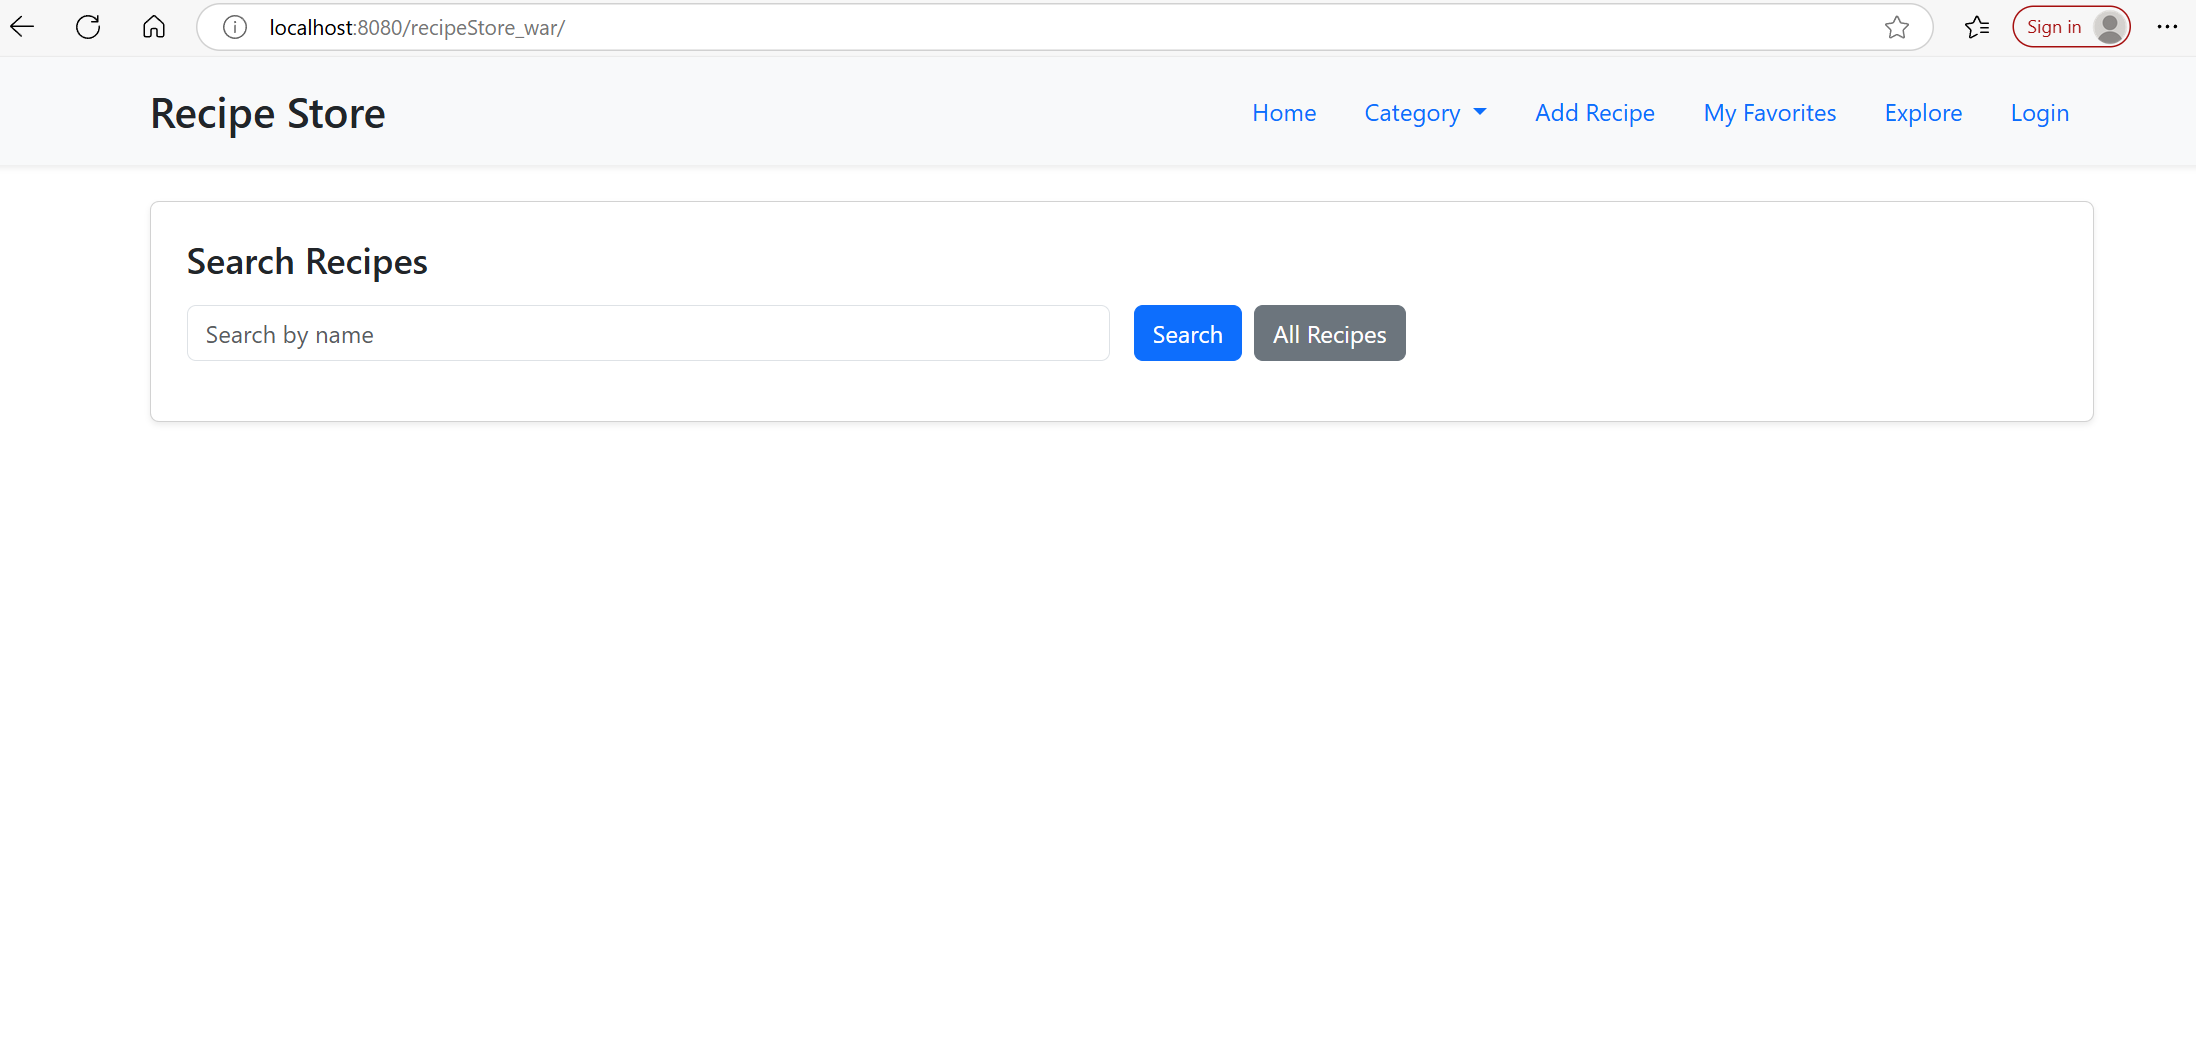 localhost:8080/recipeStore_war/
Sign in
Recipe Store
Home Category Add Recipe My Favorites Explore Login
Search Recipes
Search by name Search All Recipes